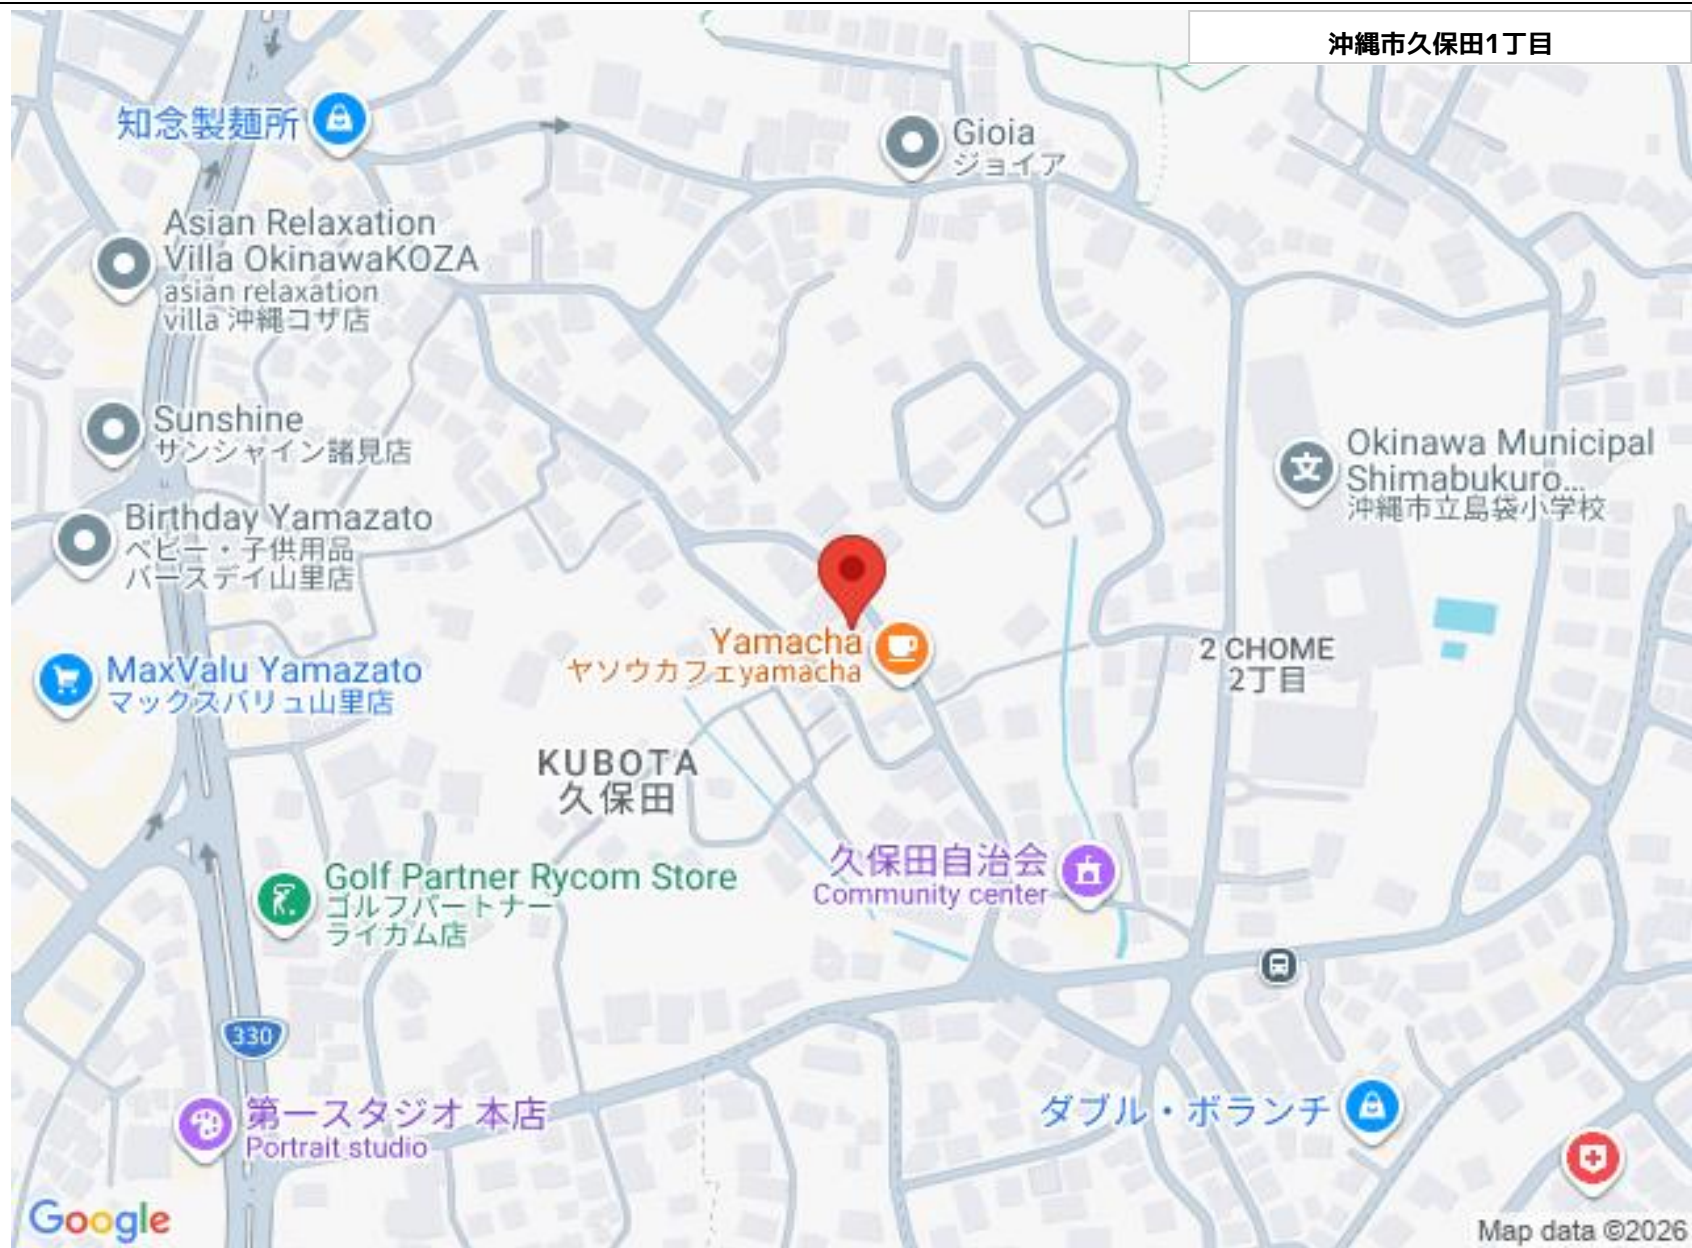 沖縄市久保田1丁目
知念製麺所
Gioia
ジョイア
Asian Relaxation
Villa OkinawaKOZA
asian relaxation
villa 沖縄コザ店
Sunshine
サンシャイン諸見店
Okinawa Municipal
Shimabukuro...
沖縄市立島袋小学校
文
Birthday Yamazato
ベビー・子供用品
バースデイ山里店
Yamacha
ヤソウカフェyamacha
2 CHOME
2丁目
MaxValu Yamazato
マックスバリュ山里店
KUBOTA
久保田
久保田自治会
Community center
Golf Partner Rycom Store
ゴルフパートナー
ライカム店
330
第一スタジオ 本店
Portrait studio
ダブル・ボランチ
Google
Map data ©2026